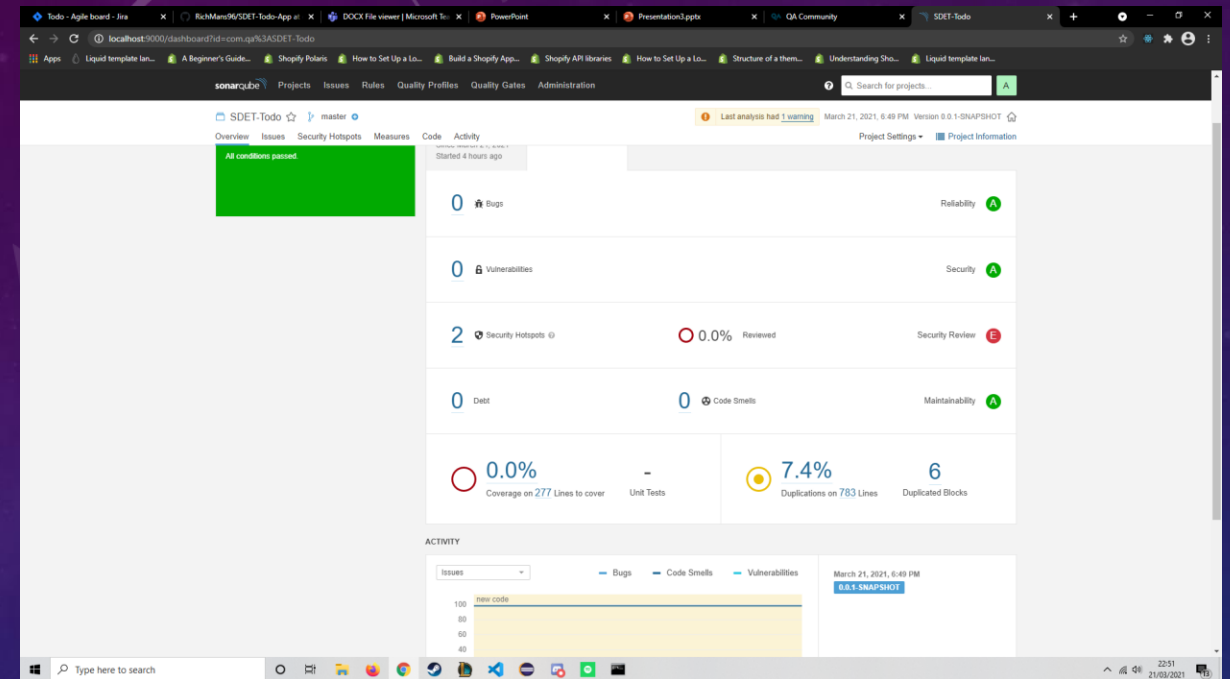 Todo - Agile board - Jira
RichMans96/SDET-Todo-App at
DOCX File viewer | Microsoft Te
PowerPoint
Presentation3.pptx
QA Community
SDET-Todo
localhost:9000/dashboard?id=com.qa%3ASDET-Todo
Apps Liquid template lan... A Beginner's Guide... Shopify Polaris How to Set Up a Lo... Build a Shopify App... Shopify API libraries How to Set Up a Lo... Structure of a them... Understanding Sho... Liquid template lan...
sonarqube Projects Issues Rules Quality Profiles Quality Gates Administration Search for projects... A
SDET-Todo master Last analysis had 1 warning March 21, 2021, 6:49 PM Version 0.0.1-SNAPSHOT
Overview Issues Security Hotspots Measures Code Activity Project Settings Project Information
All conditions passed.
Started 4 hours ago
0 Bugs Reliability A
0 Vulnerabilities Security A
2 Security Hotspots 0.0% Reviewed Security Review E
0 Debt 0 Code Smells Maintainability A
0.0% - 7.4% 6
Coverage on 277 Lines to cover Unit Tests Duplications on 783 Lines Duplicated Blocks
ACTIVITY
Issues Bugs Code Smells Vulnerabilities March 21, 2021, 6:49 PM
0.0.1-SNAPSHOT
new code
100
80
60
40
Type here to search
22:51
21/03/2021